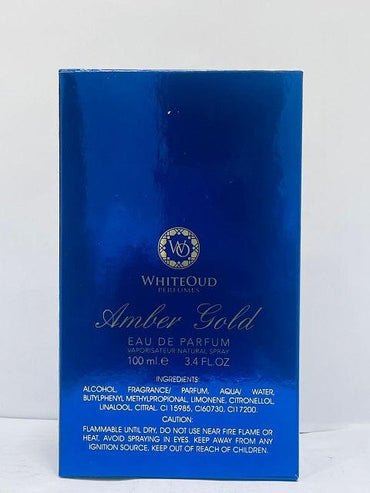 WO
WHITEOUD
PERFUMES
Amber Gold
EAU DE PARFUM
VAPORISATEUR NATURAL SPRAY
100 ml.℮ 3.4 FL.OZ
INGREDIENTS:
ALCOHOL, FRAGRANCE/ PARFUM, AQUA/ WATER,
BUTYLPHENYL METHYLPROPIONAL, LIMONENE, CITRONELLOL,
LINALOOL, CITRAL. CI 15985, CI60730, CI17200.
CAUTION:
FLAMMABLE UNTIL DRY, DO NOT USE NEAR FIRE FLAME OR
HEAT, AVOID SPRAYING IN EYES. KEEP AWAY FROM ANY
IGNITION SOURCE, KEEP OUT OF REACH OF CHILDREN.